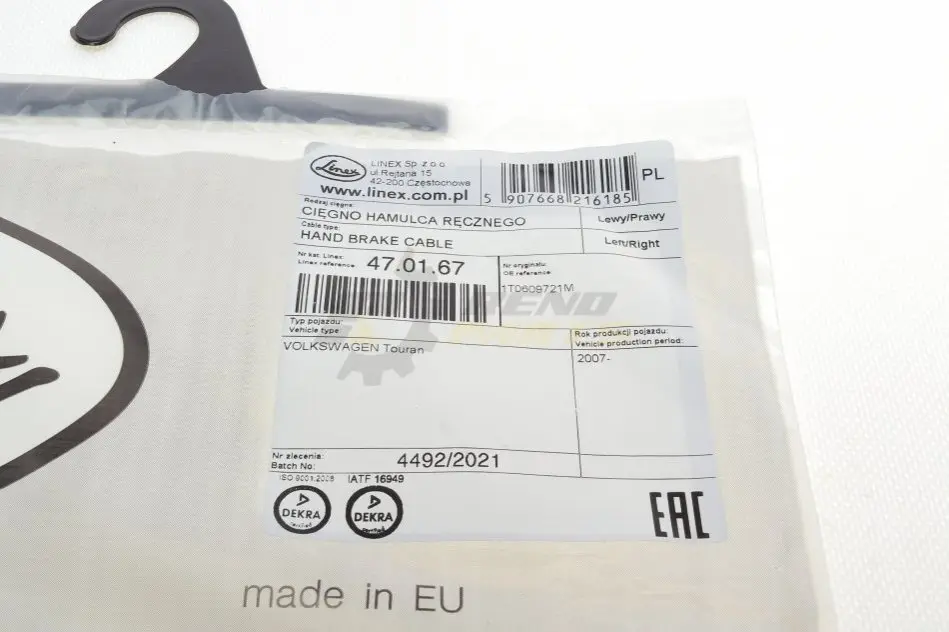 Linex
LINEX Sp. z o.o.
ul.Rejtana 15
42-200 Częstochowa
www.linex.com.pl
5 907668 216185
PL
Rodzaj cięgna:
CIĘGNO HAMULCA RĘCZNEGO
Lewy/Prawy
Cable type:
HAND BRAKE CABLE
Left/Right
Nr kat. Linex:
Linex reference
47.01.67
Nr oryginału:
OE reference:
1T0609721M
Typ pojazdu:
Vehicle type:
VOLKSWAGEN Touran
Rok produkcji pojazdu:
Vehicle production period:
2007-
Nr zlecenia:
Batch No:
4492/2021
ISO 9001:2008
IATF 16949
DEKRA
DEKRA
EAC
made in EU